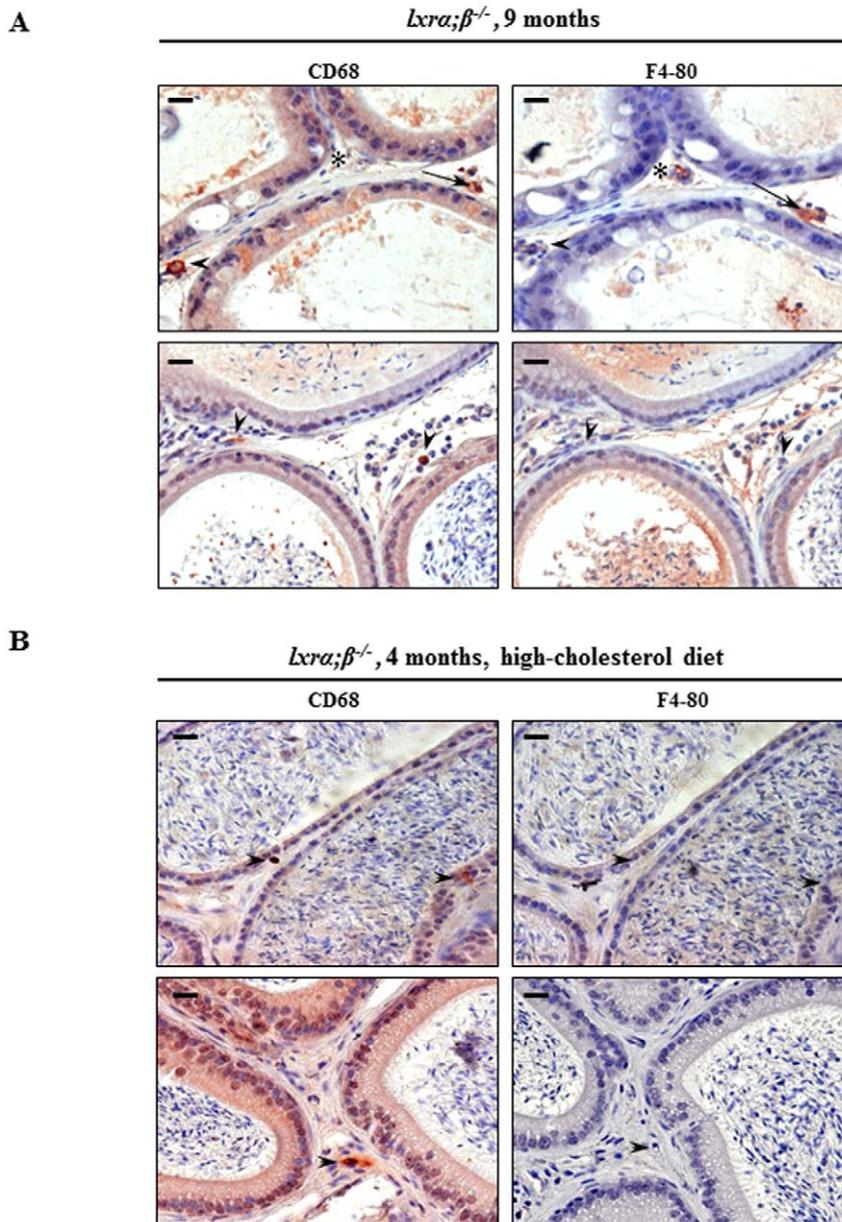 A
lxrα;β-/-, 9 months
CD68 F4-80
*
*
B
lxrα;β-/-, 4 months, high-cholesterol diet
CD68 F4-80